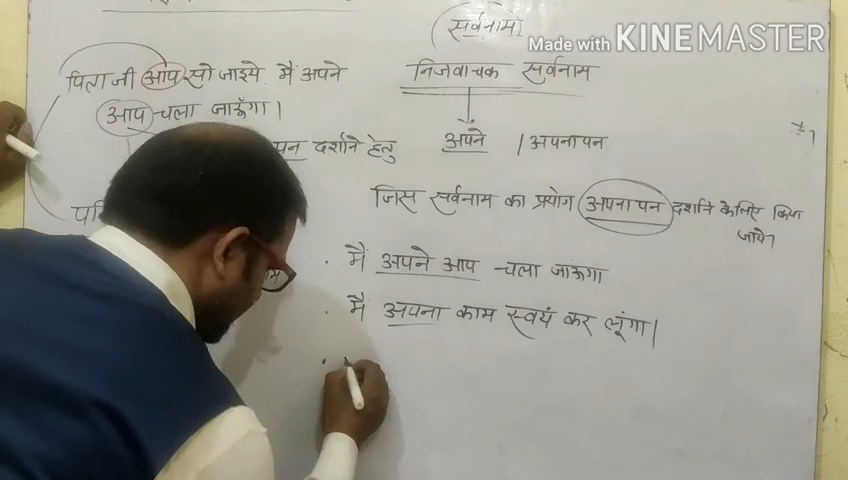 सर्वनाम
Made with KINEMASTER
पिताजी आप सो जाइये. मैं अपने
आप चला जाऊँगा।
पन दर्शाने हेतु
निजवाचक सर्वनाम
अपने / अपनापन
जिस सर्वनाम का प्रयोग अपनापन दर्शाने के लिए किया
जाये।
. मैं अपने आप चला जाऊंगा
. मैं अपना काम स्वयं कर लूंगा।